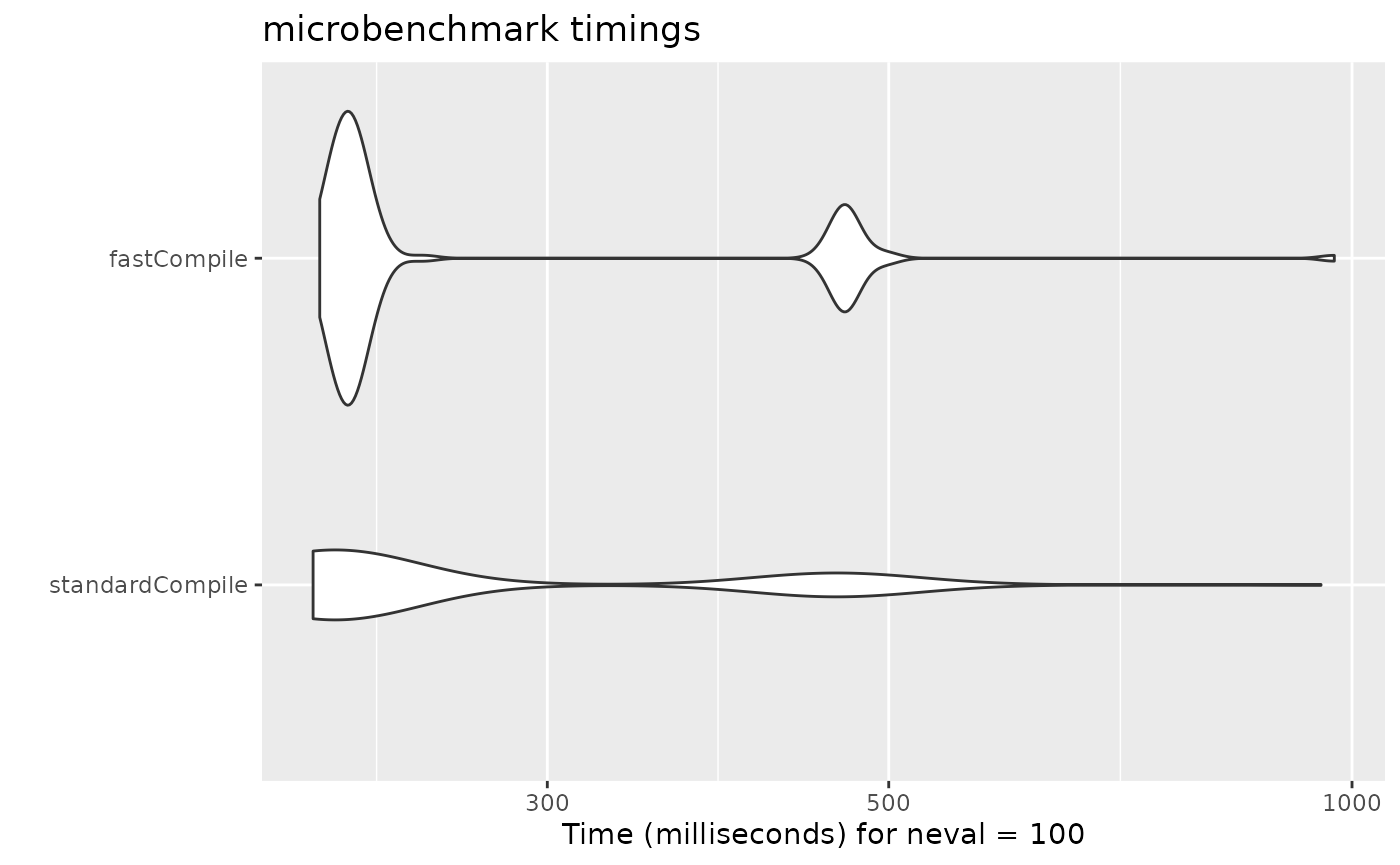 microbenchmark timings
fastCompile
standardCompile
300 500 1000
Time (milliseconds) for neval = 100